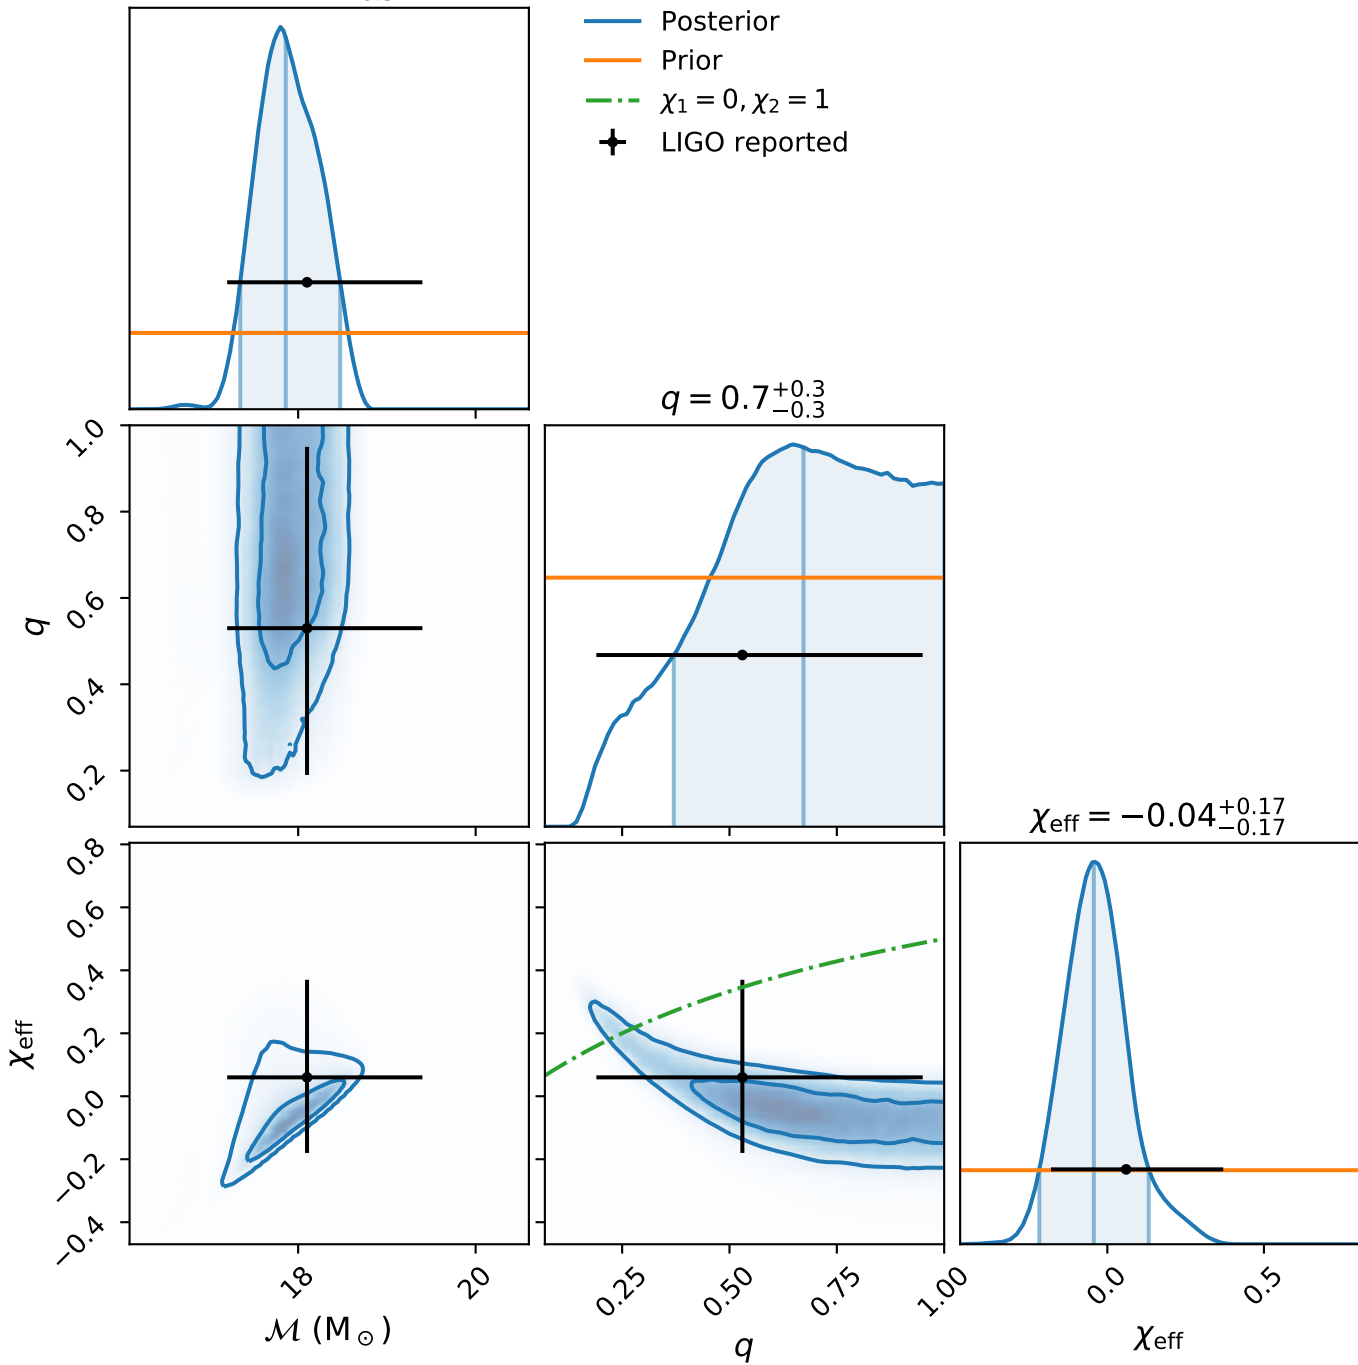 Posterior
Prior
χ₁ = 0, χ₂ = 1
LIGO reported
q = 0.7^{+0.3}_{-0.3}
1.0
0.8
0.6
0.4
0.2
q
χ_eff = −0.04^{+0.17}_{-0.17}
0.8
0.6
0.4
0.2
0.0
−0.2
−0.4
χ_eff
18
20
ℳ (M_⊙)
0.25
0.50
0.75
1.00
q
0.0
0.5
χ_eff